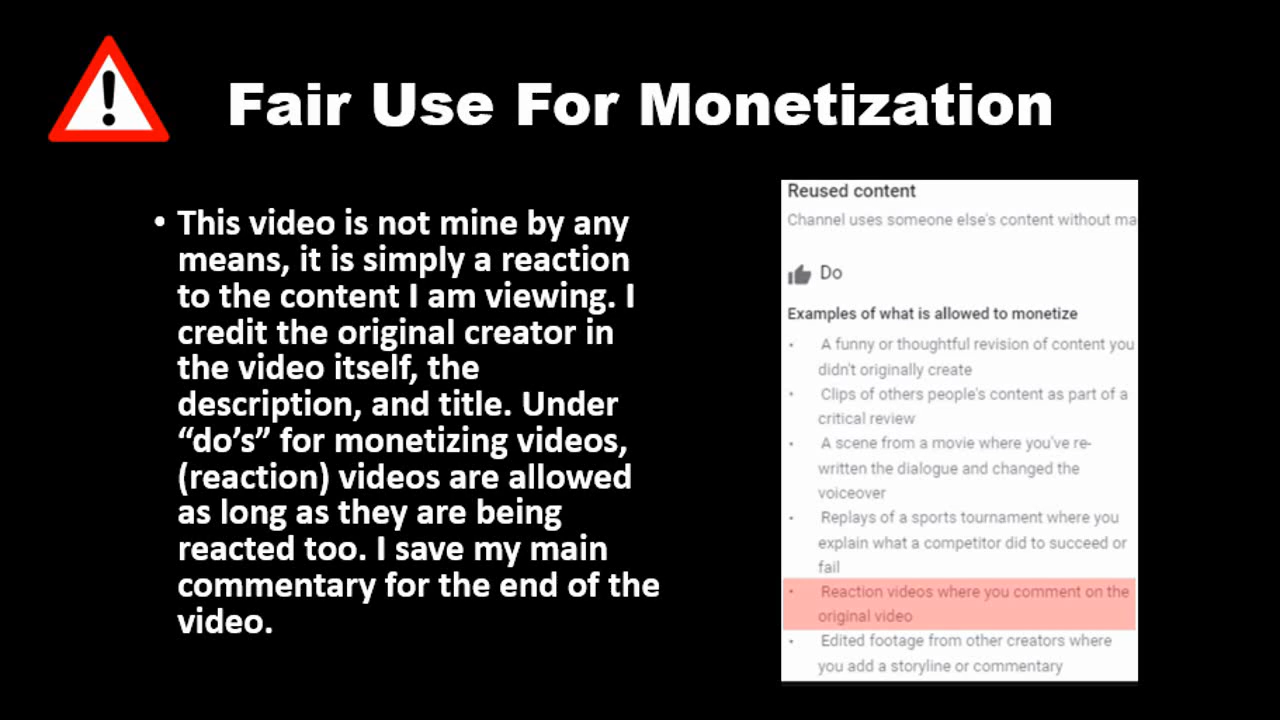 Fair Use For Monetization
• This video is not mine by any
means, it is simply a reaction
to the content I am viewing. I
credit the original creator in
the video itself, the
description, and title. Under
“do’s” for monetizing videos,
(reaction) videos are allowed
as long as they are being
reacted too. I save my main
commentary for the end of the
video.
Reused content
Channel uses someone else's content without ma
Do
Examples of what is allowed to monetize
• A funny or thoughtful revision of content you
didn't originally create
• Clips of others people's content as part of a
critical review
• A scene from a movie where you've re-
written the dialogue and changed the
voiceover
• Replays of a sports tournament where you
explain what a competitor did to succeed or
fail
• Reaction videos where you comment on the
original video
• Edited footage from other creators where
you add a storyline or commentary